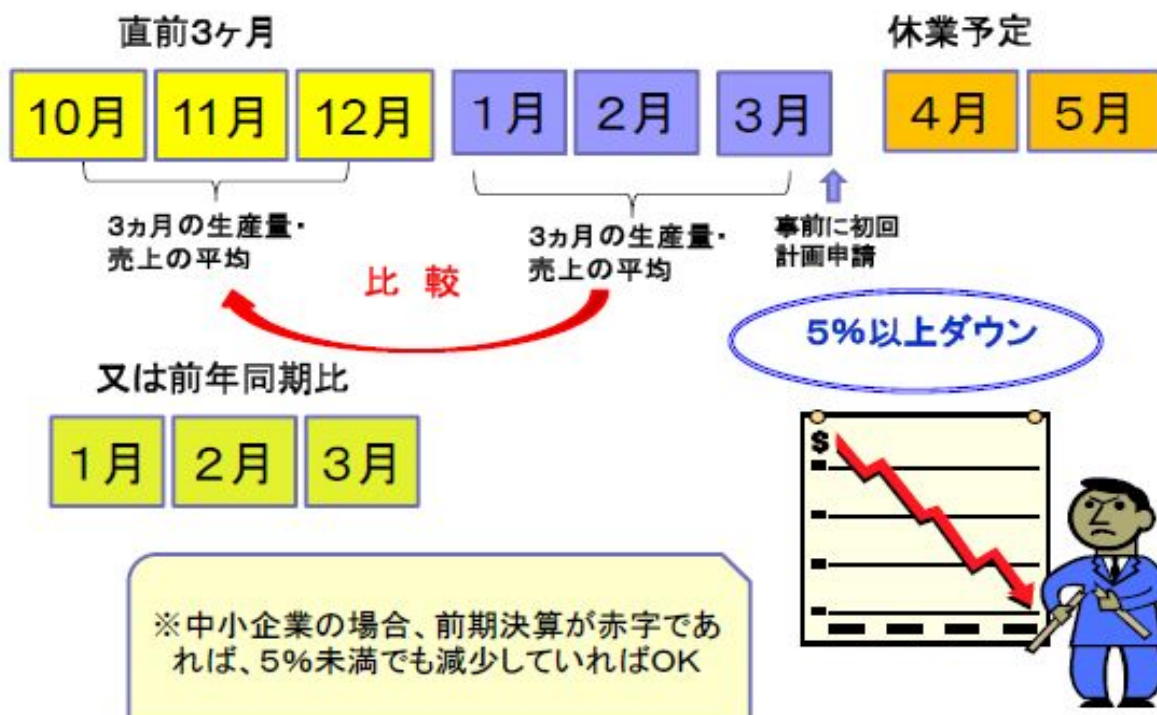 直前3ヶ月
休業予定
10月
11月
12月
1月
2月
3月
4月
5月
3ヵ月の生産量・
売上の平均
3ヵ月の生産量・
売上の平均
事前に初回
計画申請
比 較
5%以上ダウン
又は前年同期比
1月
2月
3月
$
※中小企業の場合、前期決算が赤字であ
れば、5%未満でも減少していればOK